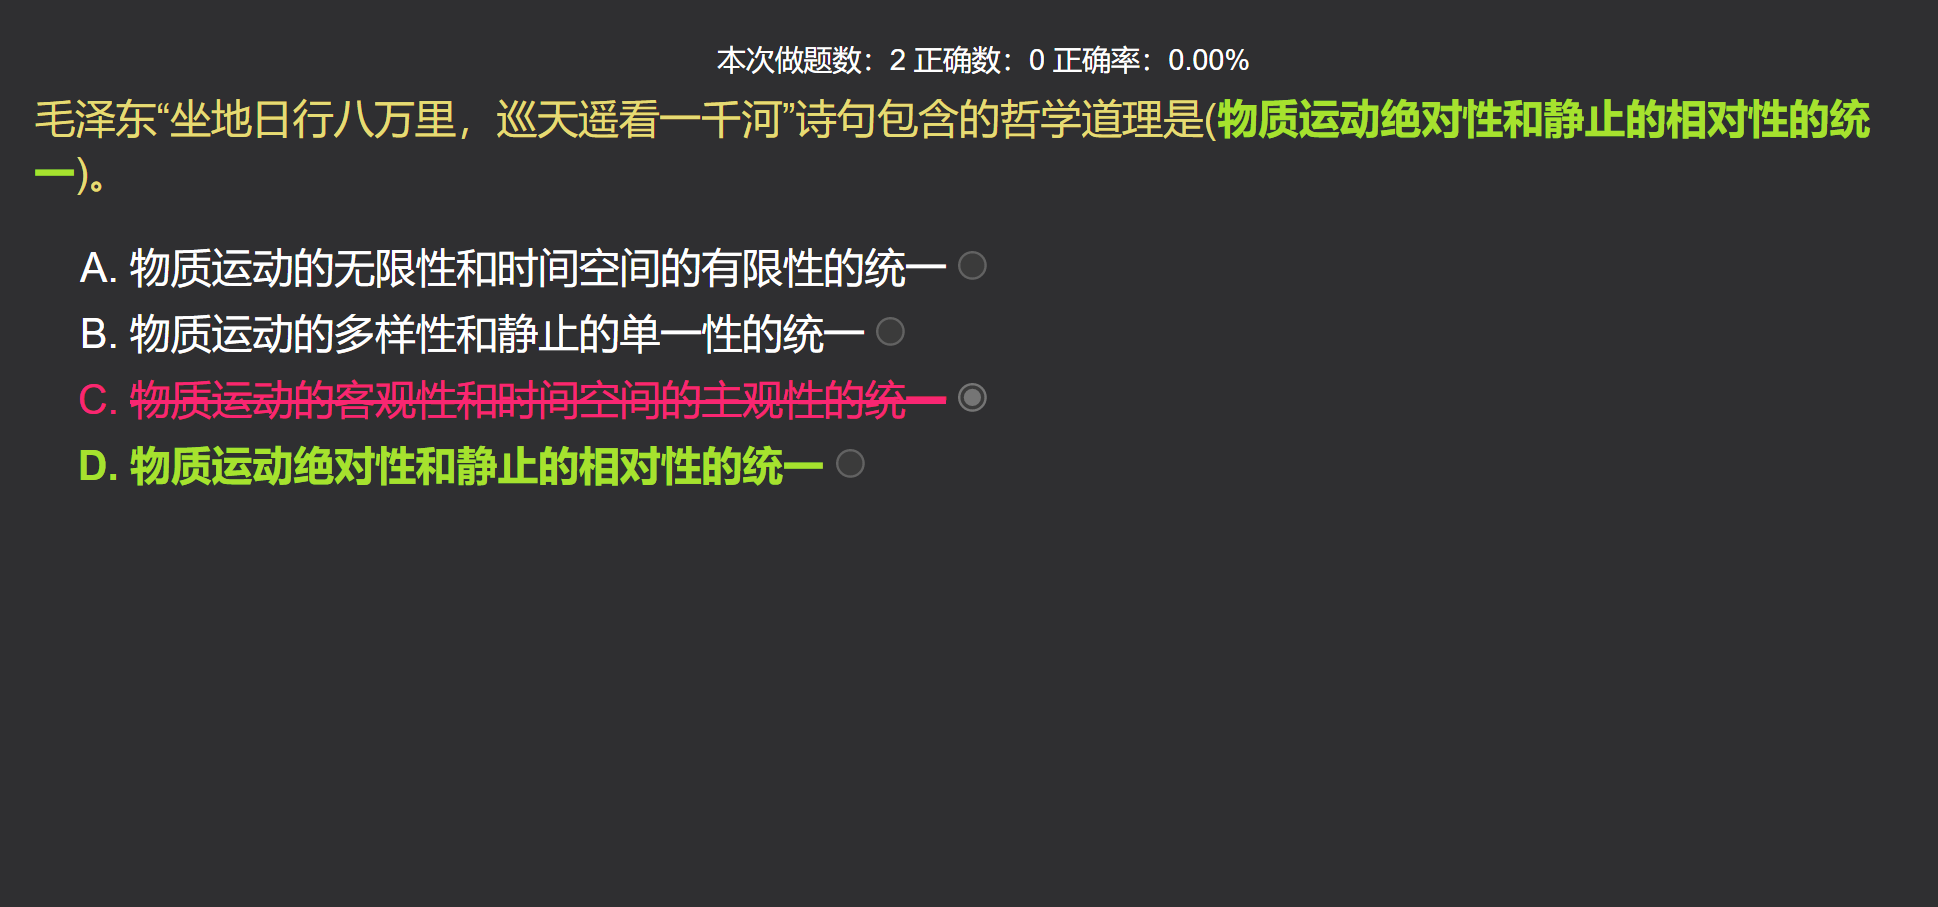 本次做题数：2 正确数：0 正确率：0.00%
毛泽东“坐地日行八万里，巡天遥看一千河”诗句包含的哲学道理是(物质运动绝对性和静止的相对性的统
一)。
A. 物质运动的无限性和时间空间的有限性的统一
B. 物质运动的多样性和静止的单一性的统一
C. 物质运动的客观性和时间空间的主观性的统一
D. 物质运动绝对性和静止的相对性的统一